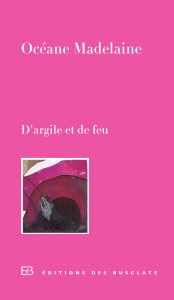 Océane Madelaine
D'argile et de feu
EB
ÉDITIONS DES BUSCLATS